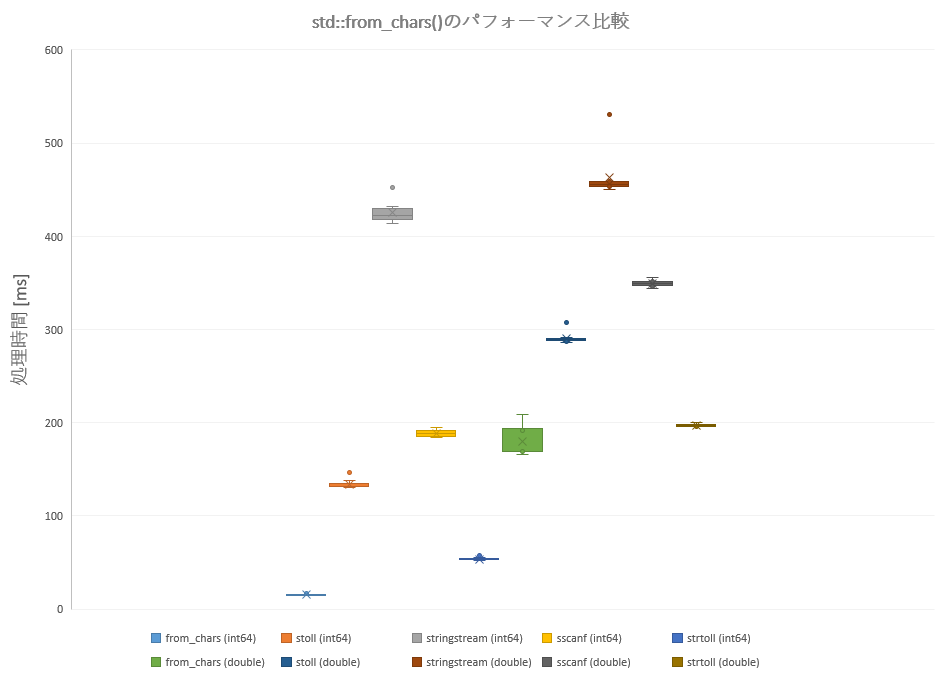 std::from_chars()のパフォーマンス比較
600
500
400
300
200
100
0
処理時間 [ms]
from_chars (int64) stoll (int64) stringstream (int64) sscanf (int64) strtoll (int64)
from_chars (double) stoll (double) stringstream (double) sscanf (double) strtoll (double)